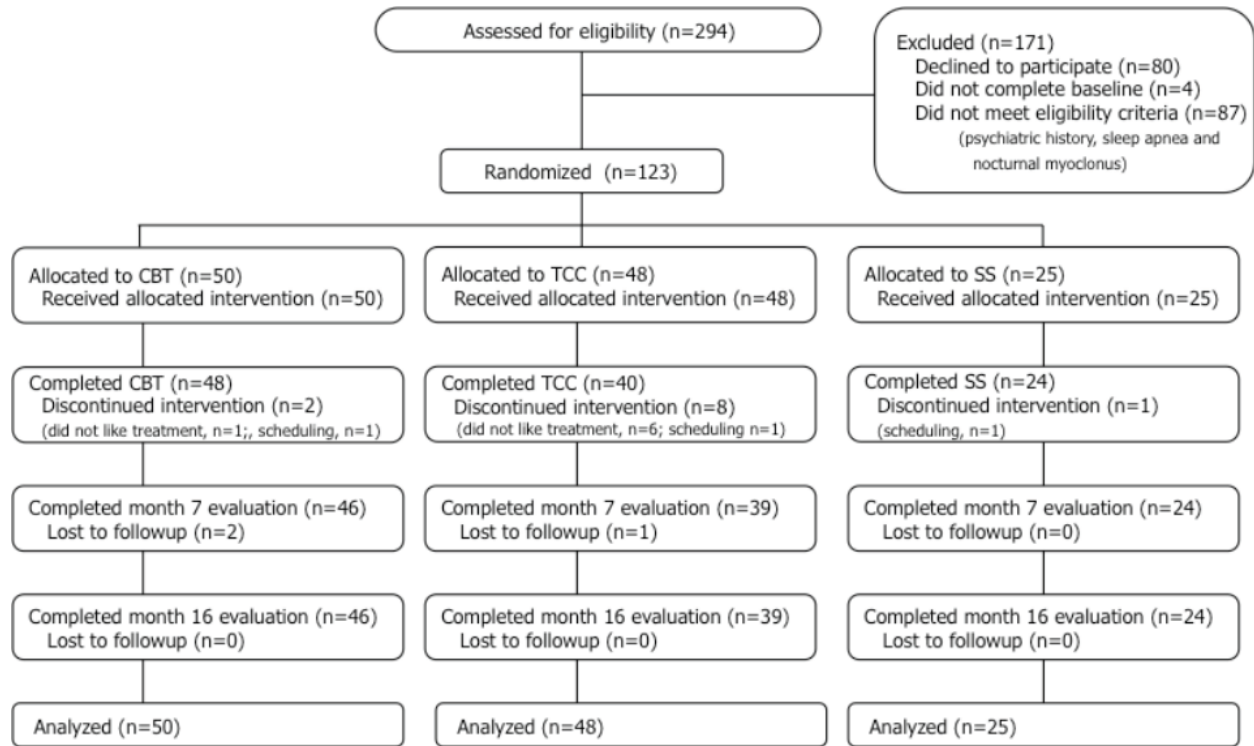 Assessed for eligibility (n=294)
Excluded (n=171)
Declined to participate (n=80)
Did not complete baseline (n=4)
Did not meet eligibility criteria (n=87)
(psychiatric history, sleep apnea and
nocturnal myoclonus)
Randomized (n=123)
Allocated to CBT (n=50)
Received allocated intervention (n=50)
Allocated to TCC (n=48)
Received allocated intervention (n=48)
Allocated to SS (n=25)
Received allocated intervention (n=25)
Completed CBT (n=48)
Discontinued intervention (n=2)
(did not like treatment, n=1;, scheduling, n=1)
Completed TCC (n=40)
Discontinued intervention (n=8)
(did not like treatment, n=6; scheduling n=1)
Completed SS (n=24)
Discontinued intervention (n=1)
(scheduling, n=1)
Completed month 7 evaluation (n=46)
Lost to followup (n=2)
Completed month 7 evaluation (n=39)
Lost to followup (n=1)
Completed month 7 evaluation (n=24)
Lost to followup (n=0)
Completed month 16 evaluation (n=46)
Lost to followup (n=0)
Completed month 16 evaluation (n=39)
Lost to followup (n=0)
Completed month 16 evaluation (n=24)
Lost to followup (n=0)
Analyzed (n=50)
Analyzed (n=48)
Analyzed (n=25)